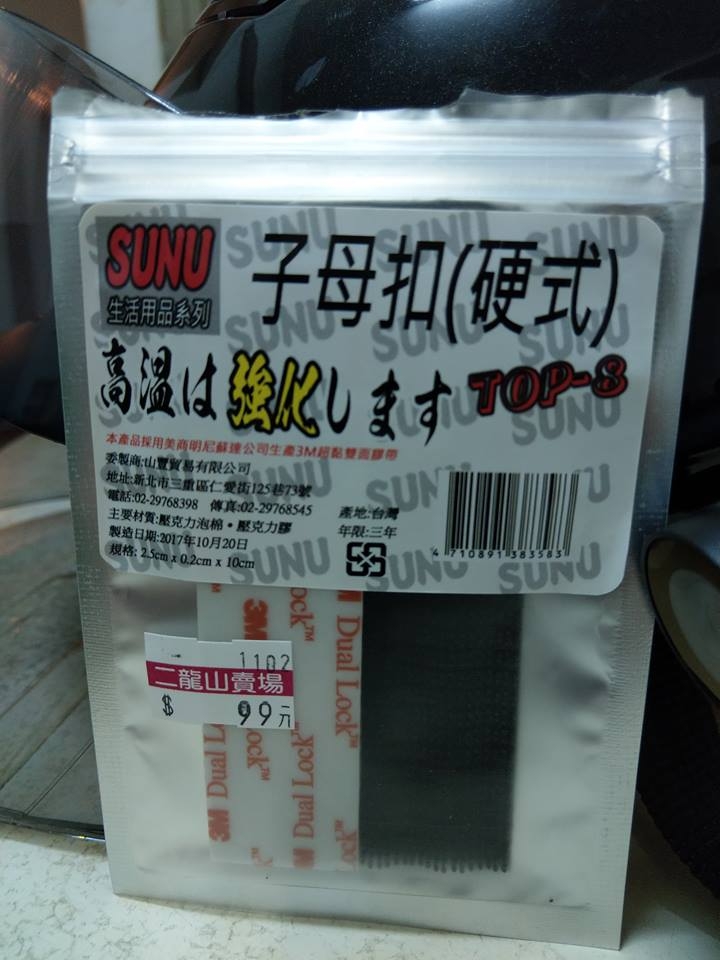 SUNU
生活用品系列
子母扣(硬式)
高温は強化します TOP-8
本產品採用美商明尼蘇達公司生產3M超黏雙面膠帶
委製商:山豐貿易有限公司
地址:新北市三重區仁愛街125巷73號
電話:02-29768398 傳真:02-29768545
主要材質:壓克力泡棉·壓克力膠
製造日期:2017年10月20日
規格: 2.5cm x 0.2cm x 10cm
產地:台灣
年限:三年
4 710891 383583
1102
二龍山賣場
$ 99元
3M Dual Lock™
Dual Lock™
3M Dual Lock™